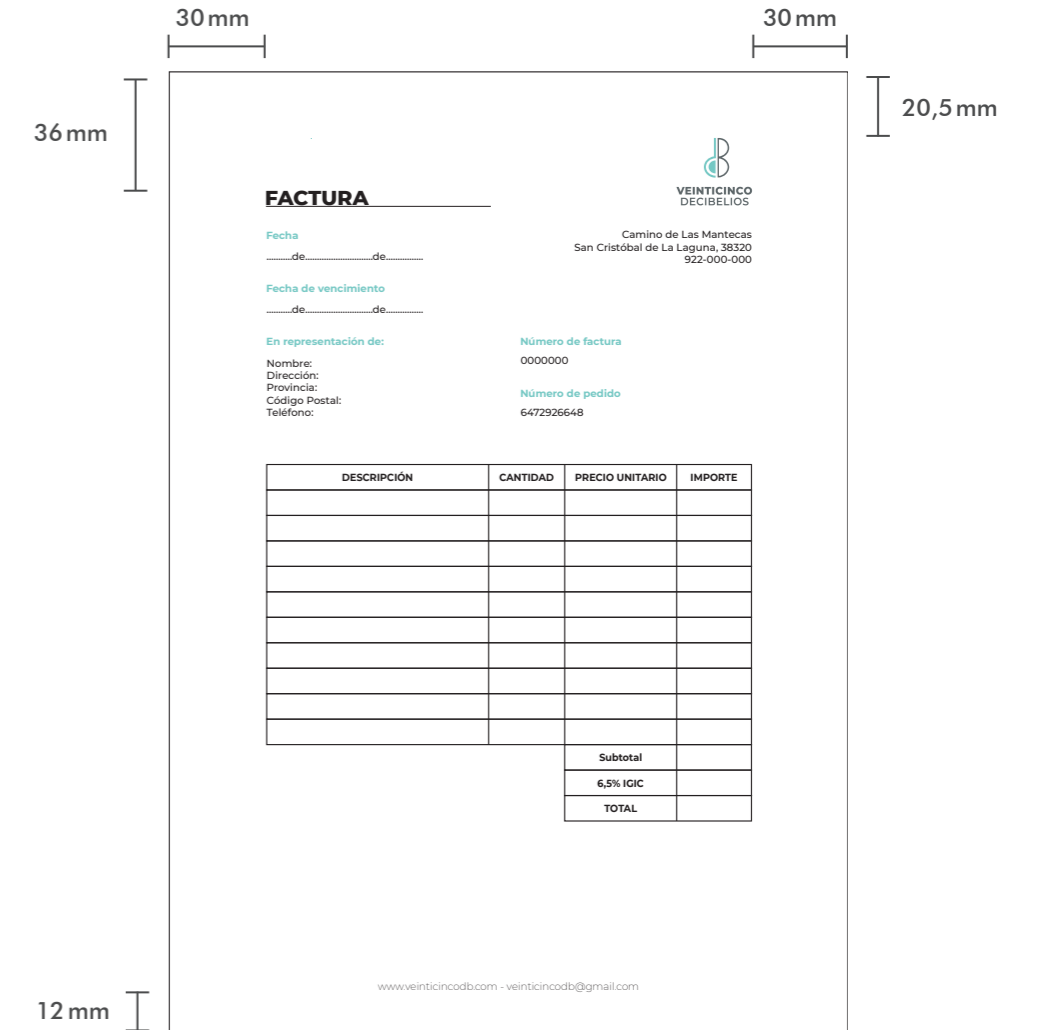 30 mm
30 mm
36 mm
20,5 mm
dB
VEINTICINCO
DECIBELIOS
FACTURA
Camino de Las Mantecas
San Cristóbal de La Laguna, 38320
922-000-000
Fecha
...........de.............................de................
Fecha de vencimiento
...........de.............................de................
En representación de:
Nombre:
Dirección:
Provincia:
Código Postal:
Teléfono:
Número de factura
0000000
Número de pedido
6472926648
DESCRIPCIÓN CANTIDAD PRECIO UNITARIO IMPORTE
Subtotal
6,5% IGIC
TOTAL
www.veinticincodb.com - veinticincodb@gmail.com
12 mm